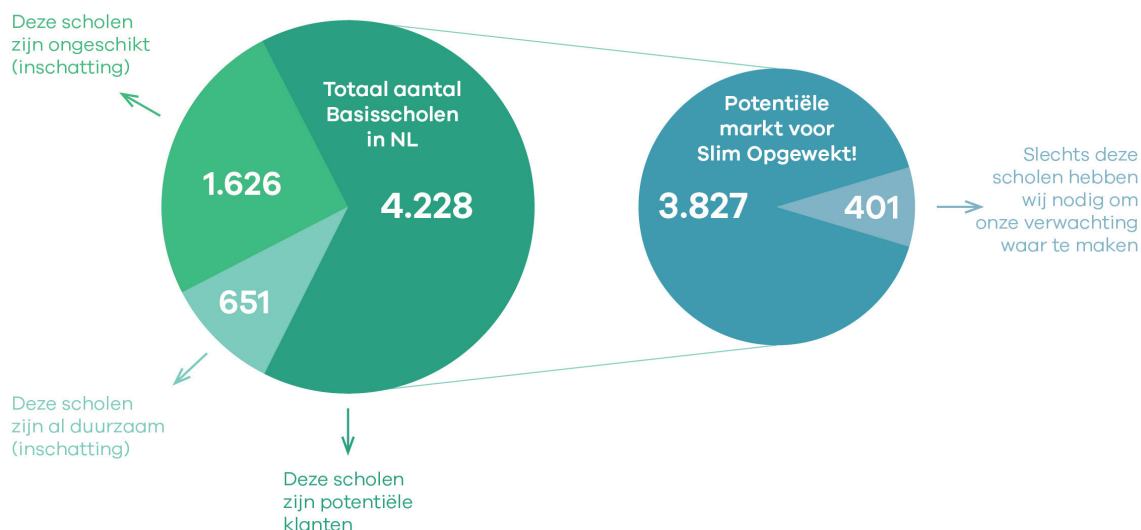 Deze scholen
zijn ongeschikt
(inschatting)
Totaal aantal
Basisscholen
in NL
1.626
4.228
651
Deze scholen
zijn al duurzaam
(inschatting)
Deze scholen
zijn potentiële
klanten
Potentiële
markt voor
Slim Opgewekt!
3.827
401
Slechts deze
scholen hebben
wij nodig om
onze verwachting
waar te maken